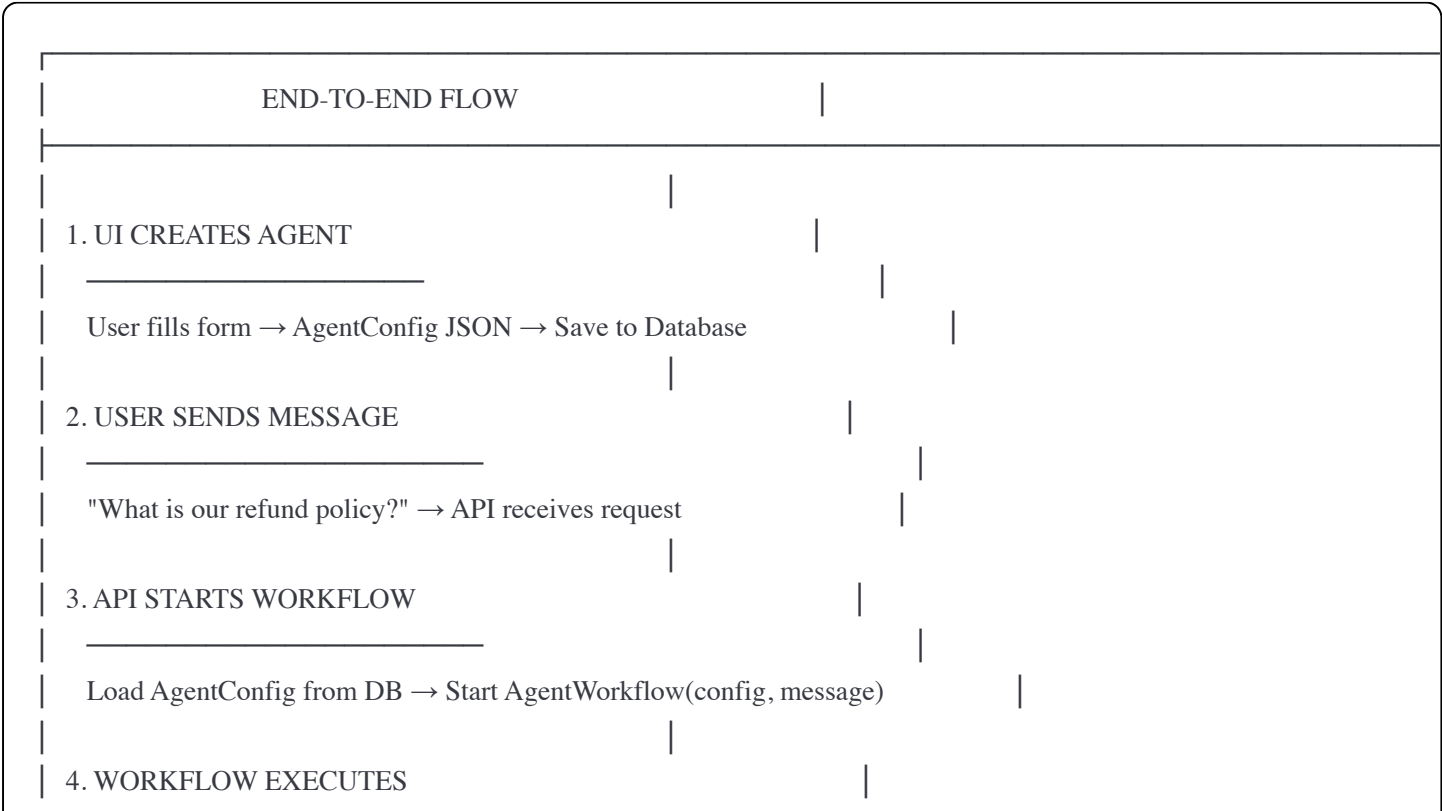 END-TO-END FLOW
1. UI CREATES AGENT
User fills form → AgentConfig JSON → Save to Database
2. USER SENDS MESSAGE
"What is our refund policy?" → API receives request
3. API STARTS WORKFLOW
Load AgentConfig from DB → Start AgentWorkflow(config, message)
4. WORKFLOW EXECUTES